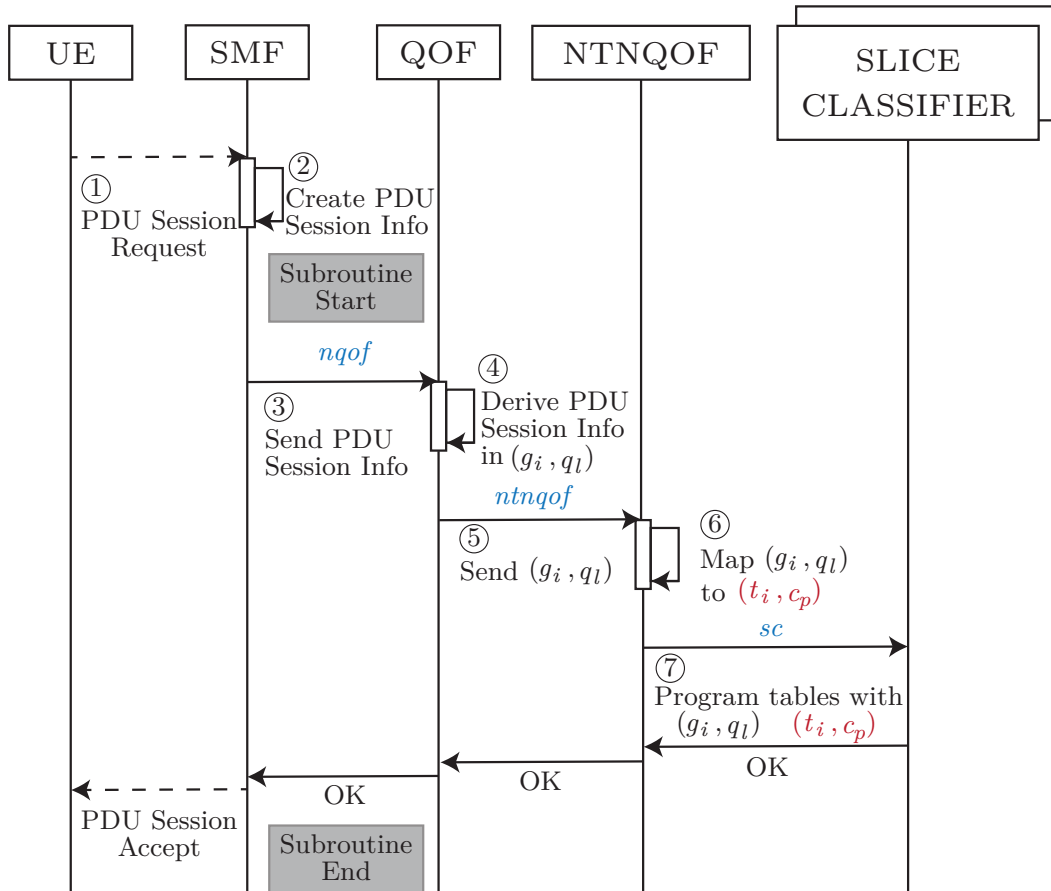 UE
SMF
QOF
NTNQOF
SLICE
CLASSIFIER
1
PDU Session
Request
2
Create PDU
Session Info
Subroutine
Start
nqof
3
Send PDU
Session Info
4
Derive PDU
Session Info
in (g_i, q_l)
ntnqof
5
Send (g_i, q_l)
6
Map (g_i, q_l)
to (t_i, c_p)
sc
7
Program tables with
(g_i, q_l) (t_i, c_p)
OK
OK
OK
PDU Session
Accept
Subroutine
End